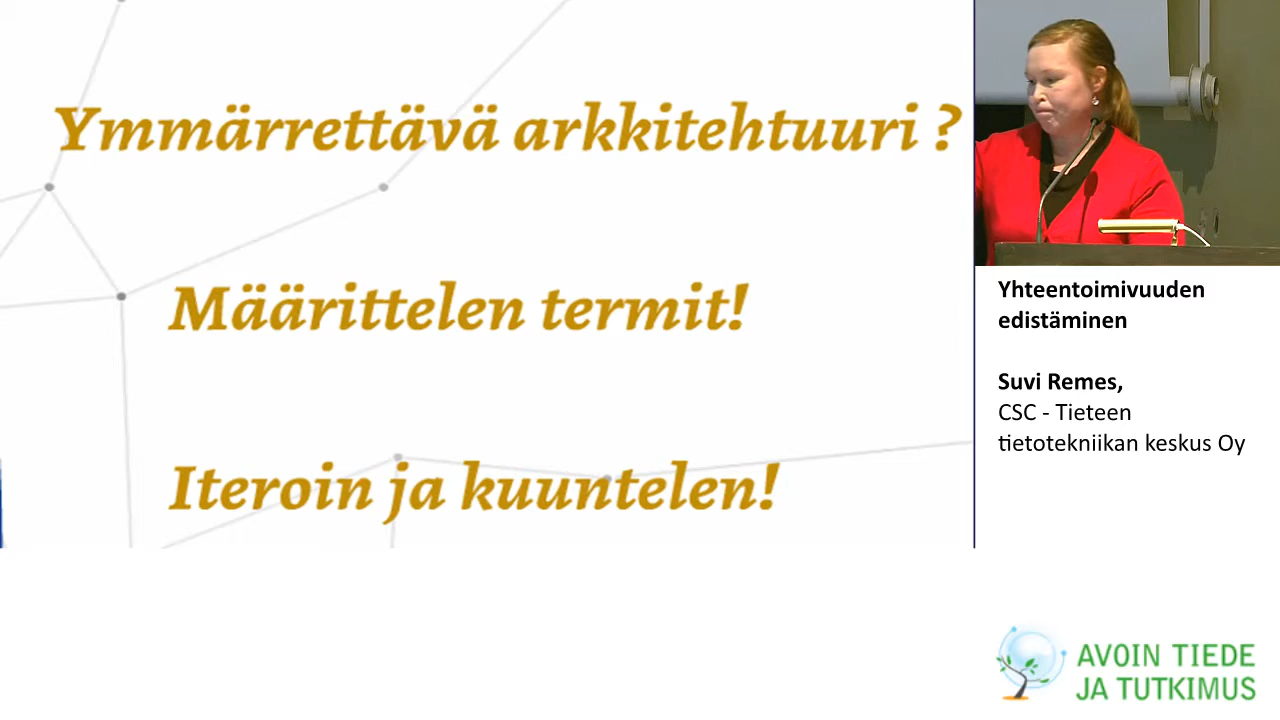 Ymmärrettävä arkkitehtuuri ?
Määrittelen termit!
Iteroin ja kuuntelen!
Yhteentoimivuuden
edistäminen
Suvi Remes,
CSC - Tieteen
tietotekniikan keskus Oy
AVOIN TIEDE
JA TUTKIMUS